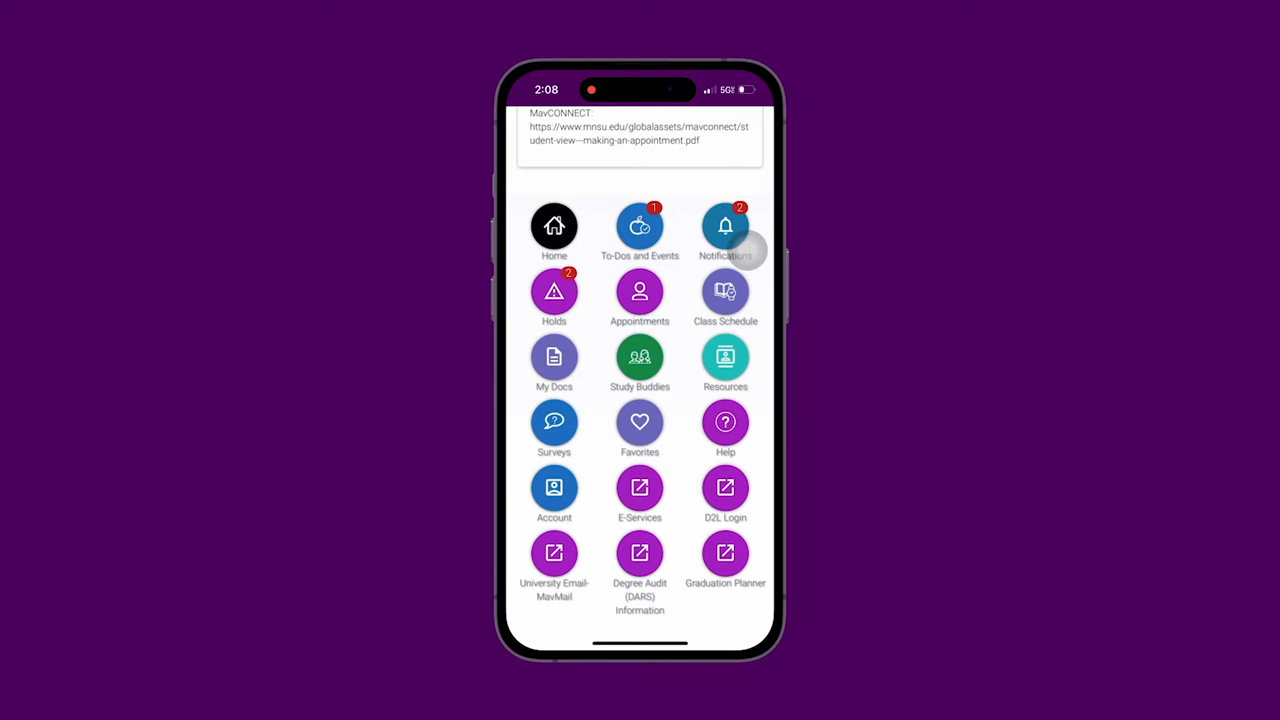 2:08
5G
MavCONNECT:
https://www.mnsu.edu/globalassets/mavconnect/st
udent-view---making-an-appointment.pdf
1
2
Home
To-Dos and Events
Notifications
2
Holds
Appointments
Class Schedule
My Docs
Study Buddies
Resources
?
?
Surveys
Favorites
Help
Account
E-Services
D2L Login
University Email-
MavMail
Degree Audit
(DARS)
Information
Graduation Planner